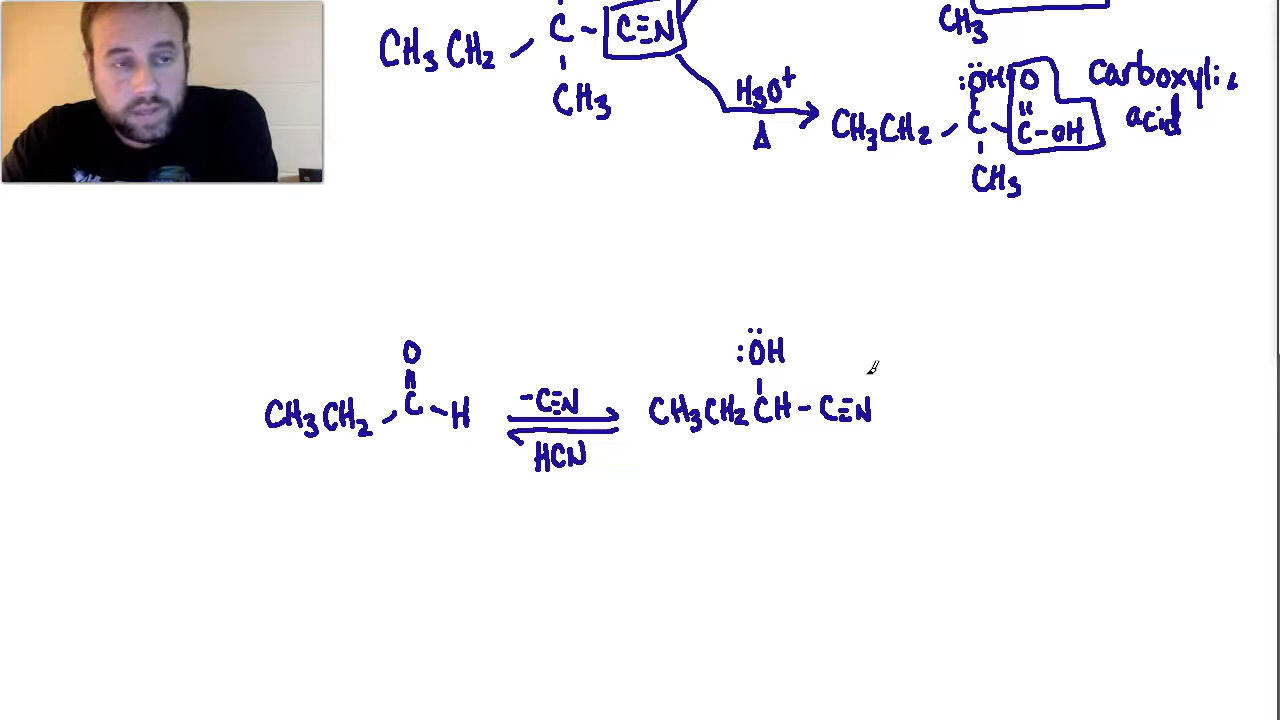 CH3CH2 C C≡N
CH3
H3O+
Δ
CH3
:ÖH O
CH3CH2 C C-OH
CH3
carboxylic
acid
O
CH3CH2 C H
-C≡N
HCN
:ÖH
CH3CH2CH-C≡N